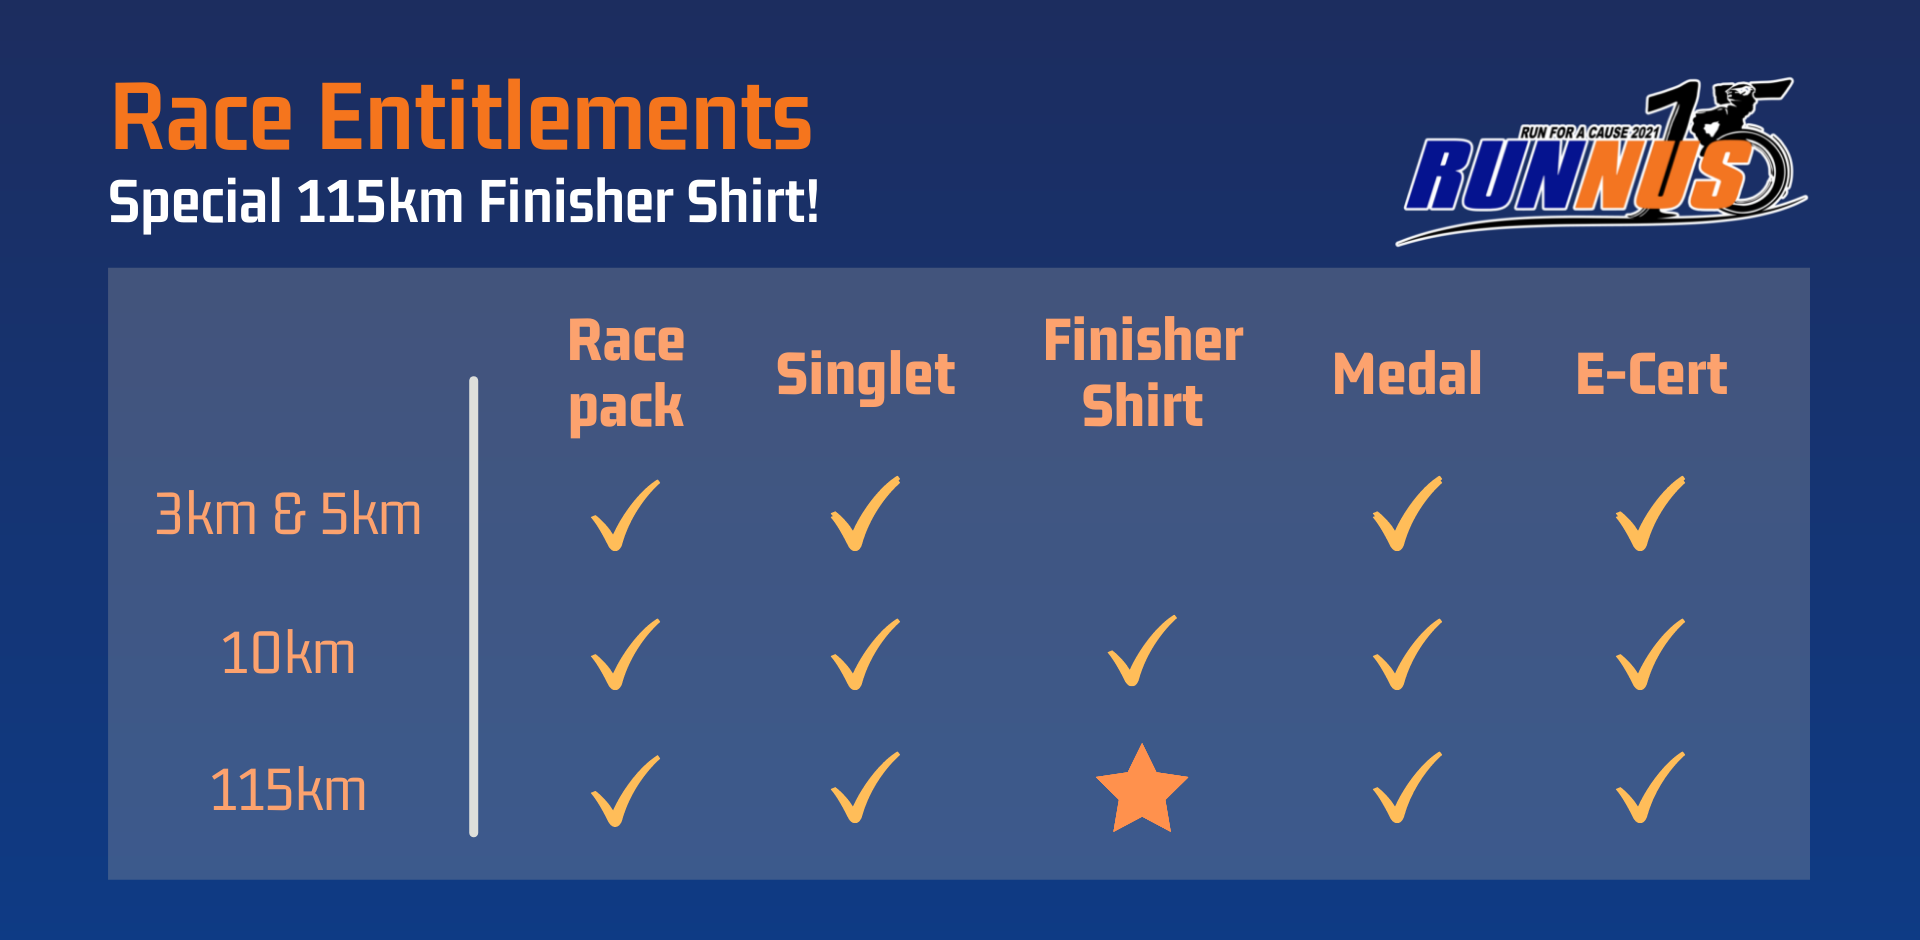 Race Entitlements
Special 115km Finisher Shirt!
RUN FOR A CAUSE 2021
15
RUNNUS
Race
pack
Singlet
Finisher
Shirt
Medal
E-Cert
3km & 5km
10km
115km